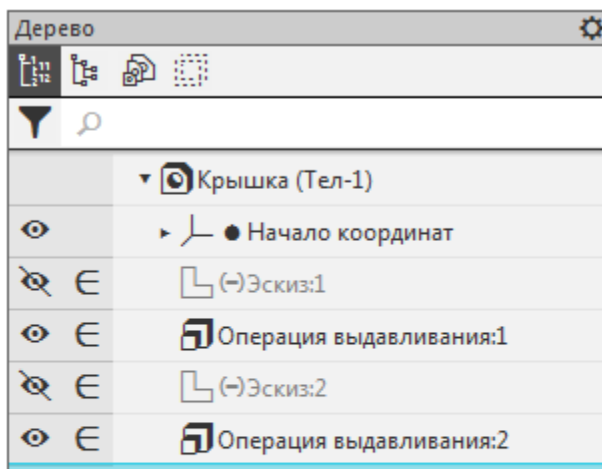 Дерево
Крышка (Тел-1)
Начало координат
(-)Эскиз:1
Операция выдавливания:1
(-)Эскиз:2
Операция выдавливания:2